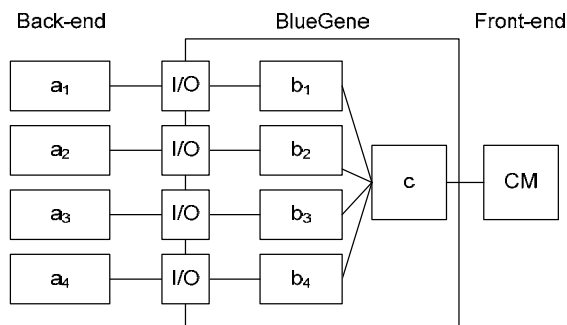 Back-end BlueGene Front-end
a₁ I/O b₁
a₂ I/O b₂
c CM
a₃ I/O b₃
a₄ I/O b₄